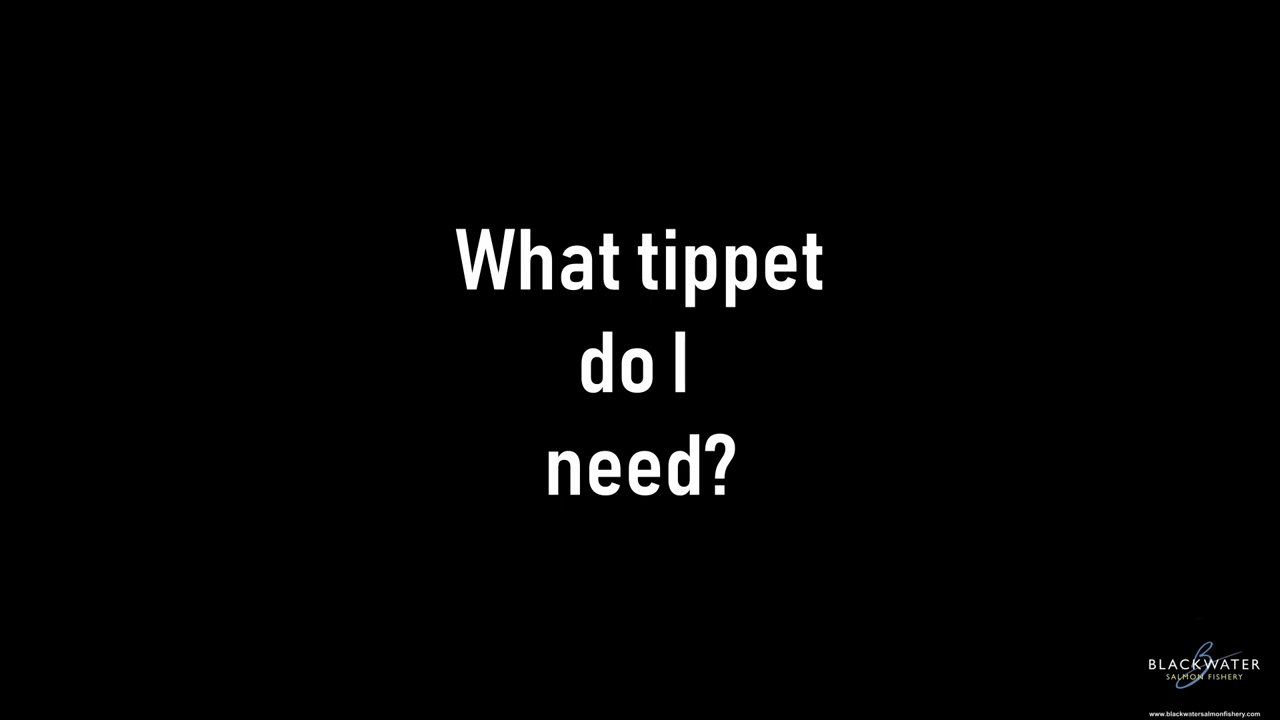 What tippet
do I
need?
BLACKWATER
SALMON FISHERY
www.blackwatersalmonfishery.com